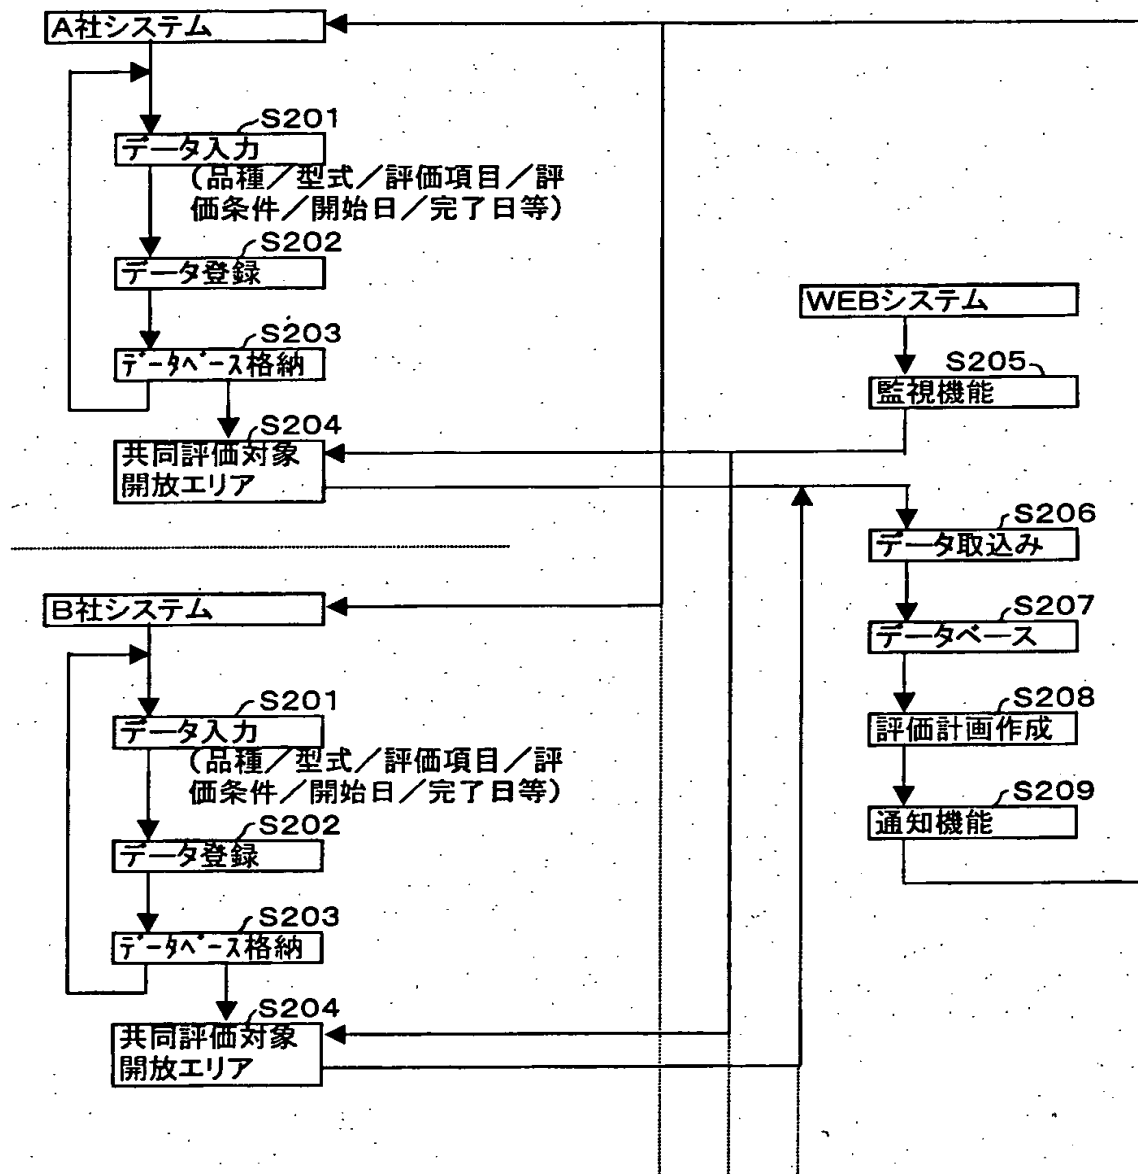 A社システム
S201
データ入力
（品種／型式／評価項目／評
価条件／開始日／完了日等）
S202
データ登録
S203
ﾃﾞｰﾀﾍﾞｰｽ格納
S204
共同評価対象
開放エリア
B社システム
S201
データ入力
（品種／型式／評価項目／評
価条件／開始日／完了日等）
S202
データ登録
S203
ﾃﾞｰﾀﾍﾞｰｽ格納
S204
共同評価対象
開放エリア
WEBシステム
S205
監視機能
S206
データ取込み
S207
データベース
S208
評価計画作成
S209
通知機能